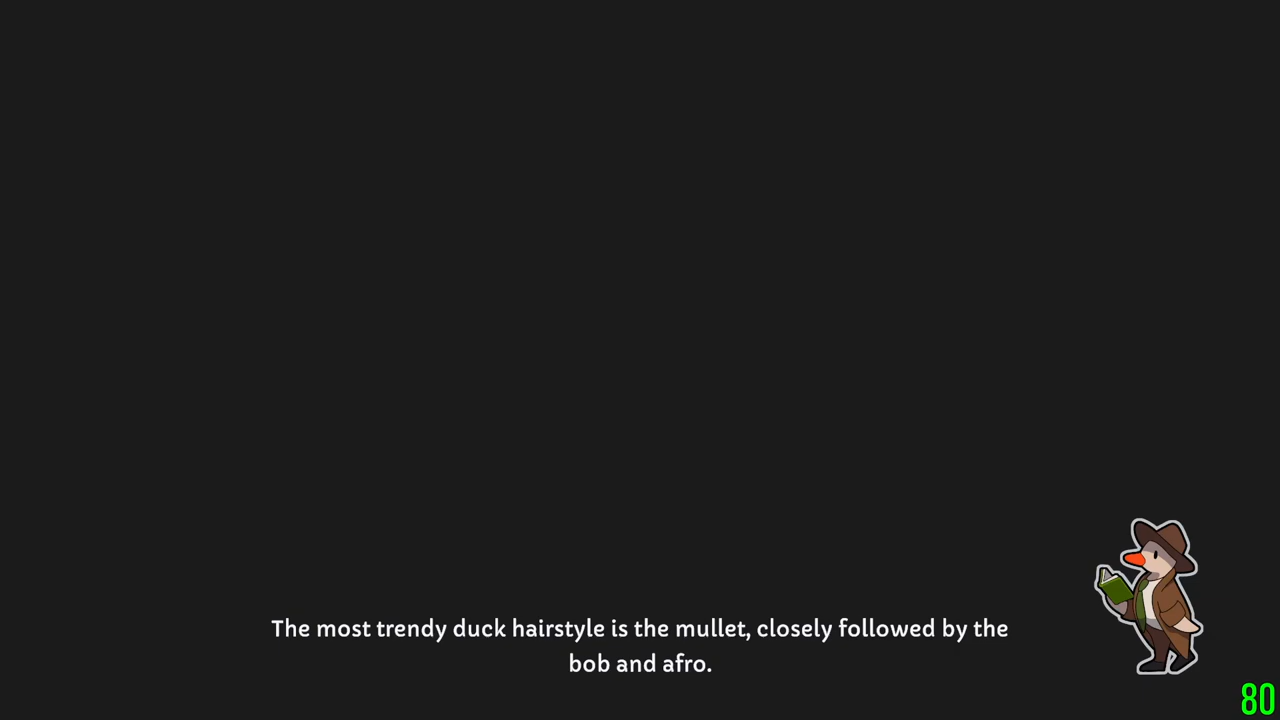 The most trendy duck hairstyle is the mullet, closely followed by the
bob and afro.
80